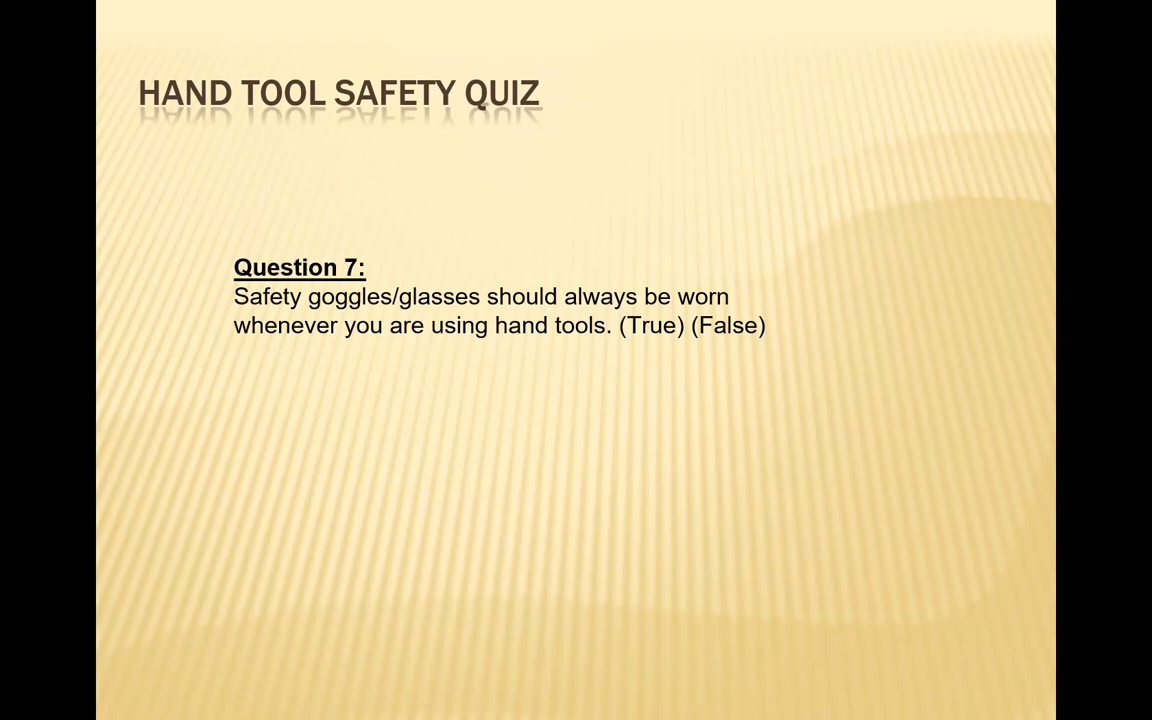 HAND TOOL SAFETY QUIZ
Question 7:
Safety goggles/glasses should always be worn
whenever you are using hand tools. (True) (False)